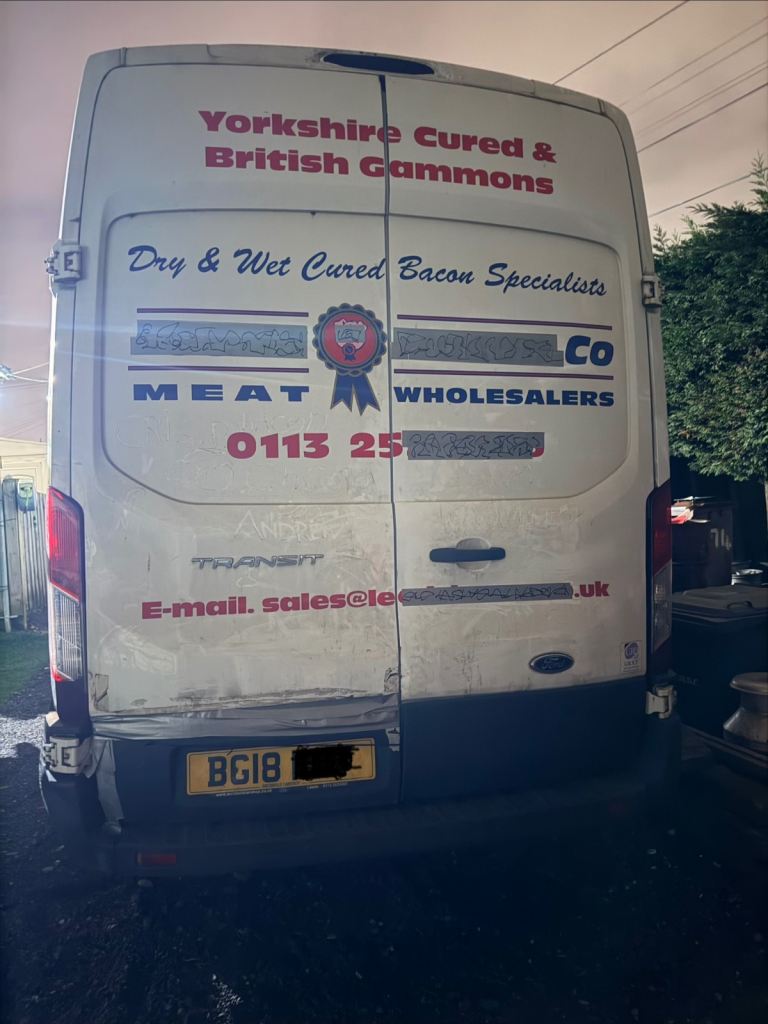 Yorkshire Cured &
British Gammons
Dry & Wet Cured Bacon Specialists
Co
MEAT WHOLESALERS
0113 25
TRANSIT
E-mail. sales@le .uk
Ford
BG18